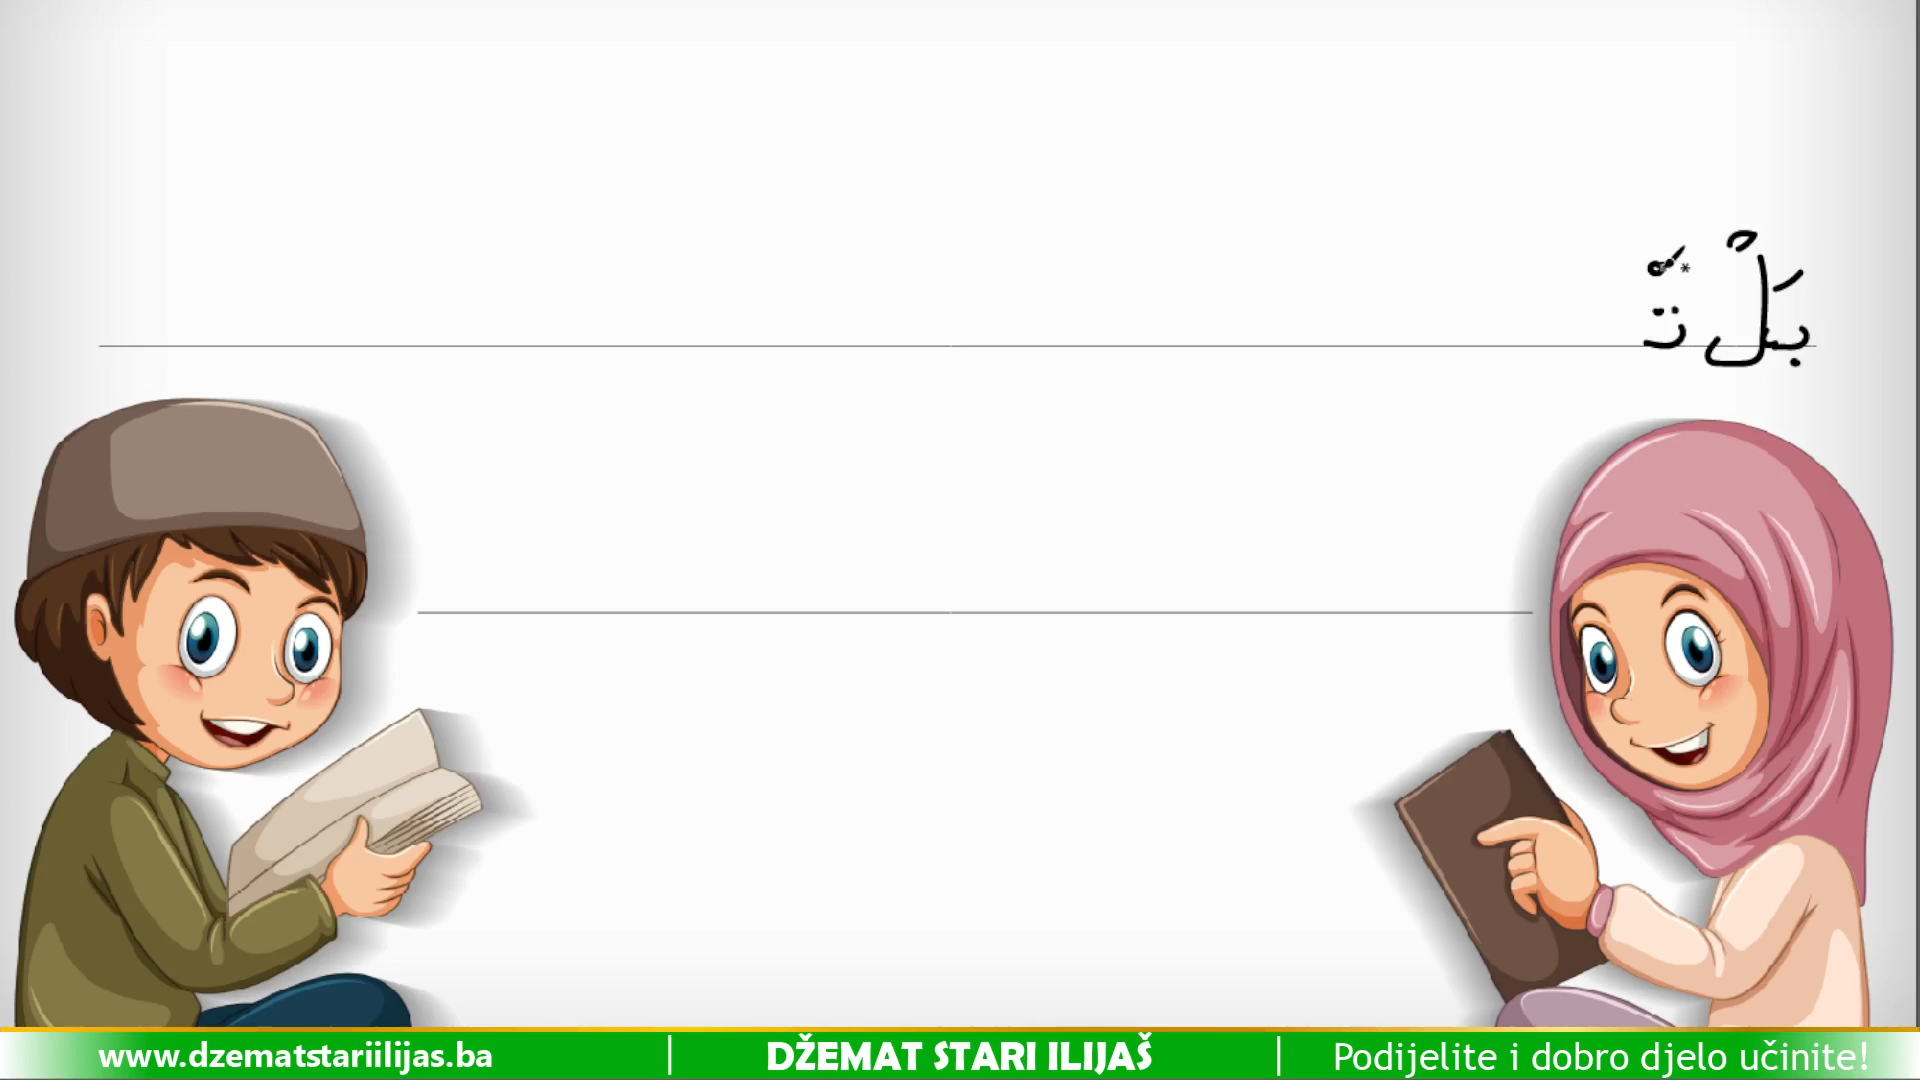 بَلْ تُ
www.dzematstariilijas.ba | DŽEMAT STARI ILIJAŠ | Podijelite i dobro djelo učinite!